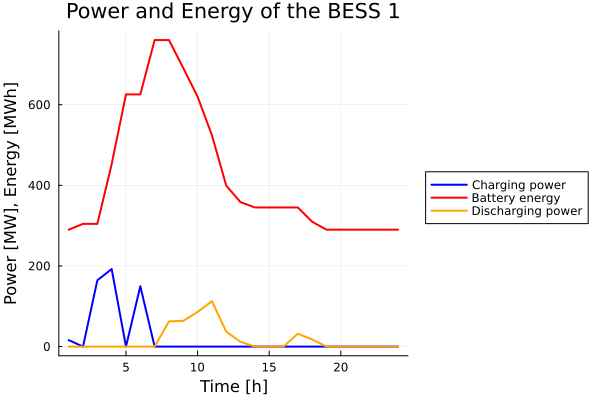 Power and Energy of the BESS 1
Power [MW], Energy [MWh]
600
400
200
0
5 10 15 20
Time [h]
Charging power
Battery energy
Discharging power